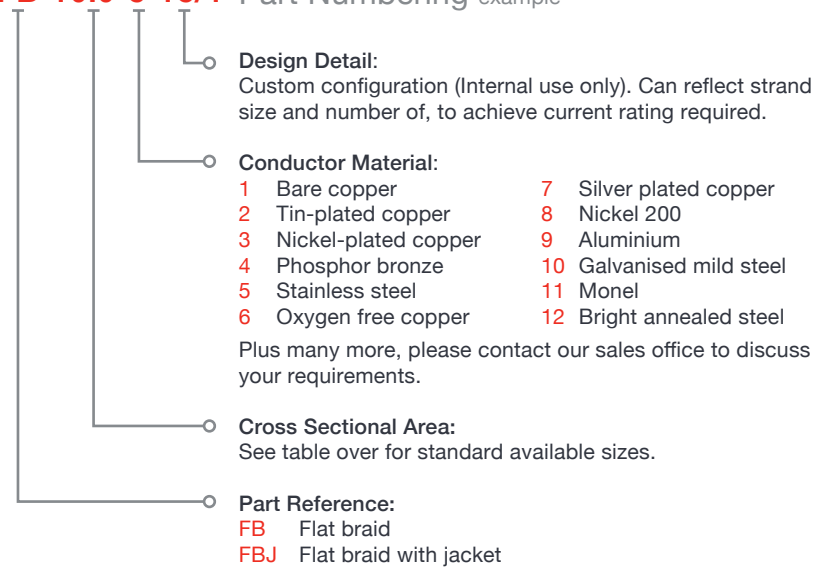 Part Numbering example
Design Detail:
Custom configuration (Internal use only). Can reflect strand
size and number of, to achieve current rating required.
Conductor Material:
1 Bare copper
2 Tin-plated copper
3 Nickel-plated copper
4 Phosphor bronze
5 Stainless steel
6 Oxygen free copper
7 Silver plated copper
8 Nickel 200
9 Aluminium
10 Galvanised mild steel
11 Monel
12 Bright annealed steel
Plus many more, please contact our sales office to discuss
your requirements.
Cross Sectional Area:
See table over for standard available sizes.
Part Reference:
FB Flat braid
FBJ Flat braid with jacket